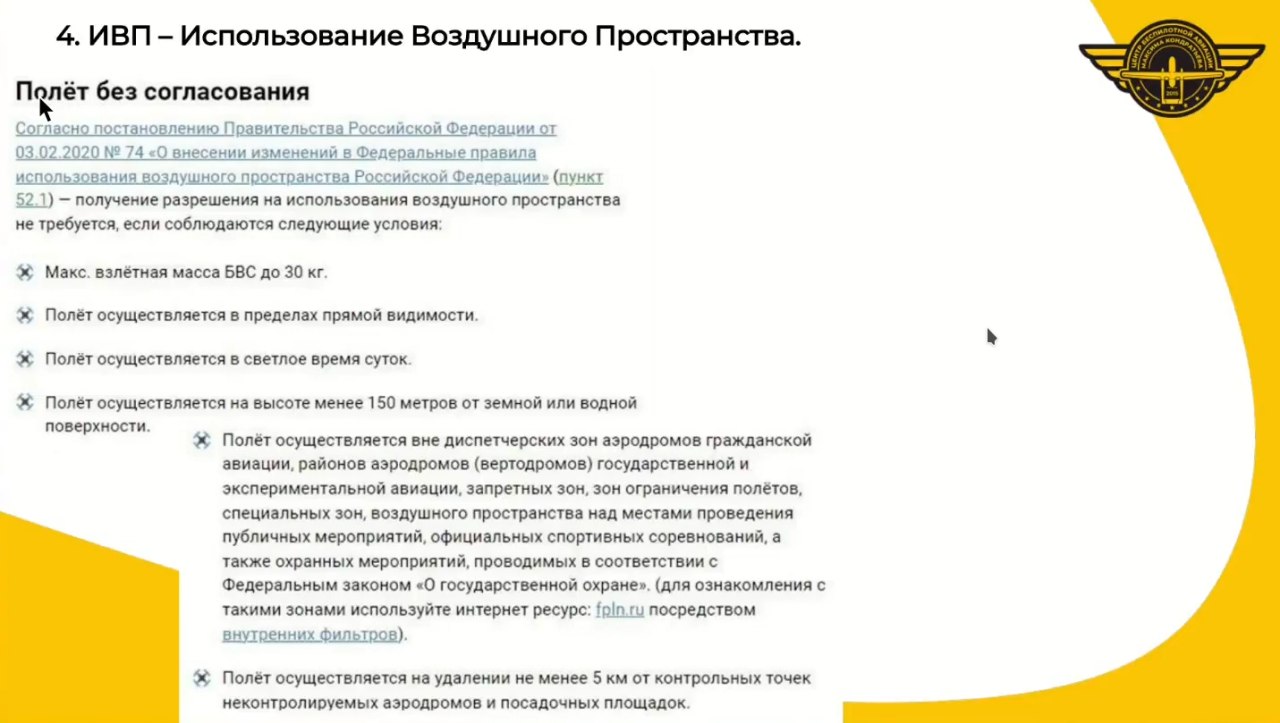 4. ИВП – Использование Воздушного Пространства.
ЦЕНТР БЕСПИЛОТНОЙ АВИАЦИИ
МАКСИМА КОНДРАТЬЕВА
2015
Полёт без согласования
Согласно постановлению Правительства Российской Федерации от
03.02.2020 № 74 «О внесении изменений в Федеральные правила
использования воздушного пространства Российской Федерации» (пункт
52.1) — получение разрешения на использования воздушного пространства
не требуется, если соблюдаются следующие условия:
Макс. взлётная масса БВС до 30 кг.
Полёт осуществляется в пределах прямой видимости.
Полёт осуществляется в светлое время суток.
Полёт осуществляется на высоте менее 150 метров от земной или водной
поверхности.
Полёт осуществляется вне диспетчерских зон аэродромов гражданской
авиации, районов аэродромов (вертодромов) государственной и
экспериментальной авиации, запретных зон, зон ограничения полётов,
специальных зон, воздушного пространства над местами проведения
публичных мероприятий, официальных спортивных соревнований, а
также охранных мероприятий, проводимых в соответствии с
Федеральным законом «О государственной охране». (для ознакомления с
такими зонами используйте интернет ресурс: fpln.ru посредством
внутренних фильтров).
Полёт осуществляется на удалении не менее 5 км от контрольных точек
неконтролируемых аэродромов и посадочных площадок.